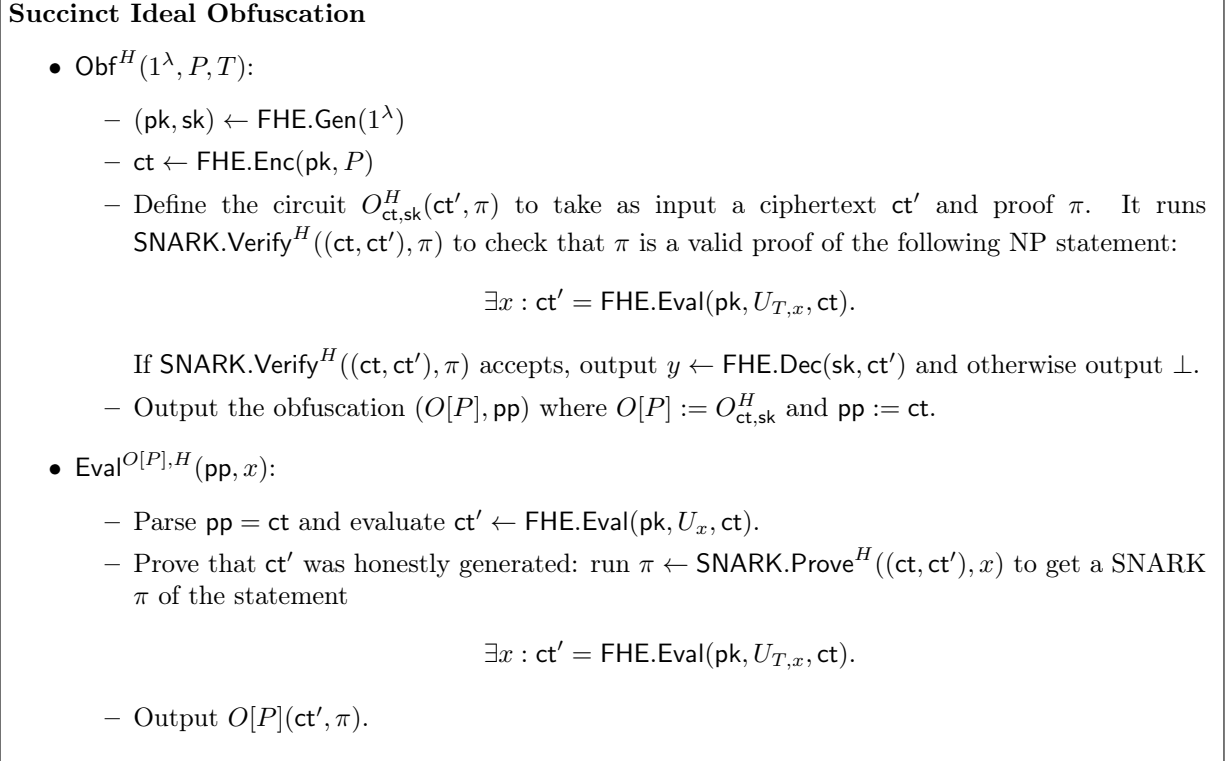 Succinct Ideal Obfuscation
• Obf^H(1^λ, P, T):
– (pk, sk) ← FHE.Gen(1^λ)
– ct ← FHE.Enc(pk, P)
– Define the circuit O^H_{ct,sk}(ct′, π) to take as input a ciphertext ct′ and proof π. It runs
SNARK.Verify^H((ct, ct′), π) to check that π is a valid proof of the following NP statement:
∃x : ct′ = FHE.Eval(pk, U_{T,x}, ct).
If SNARK.Verify^H((ct, ct′), π) accepts, output y ← FHE.Dec(sk, ct′) and otherwise output ⊥.
– Output the obfuscation (O[P], pp) where O[P] := O^H_{ct,sk} and pp := ct.
• Eval^{O[P],H}(pp, x):
– Parse pp = ct and evaluate ct′ ← FHE.Eval(pk, U_x, ct).
– Prove that ct′ was honestly generated: run π ← SNARK.Prove^H((ct, ct′), x) to get a SNARK
π of the statement
∃x : ct′ = FHE.Eval(pk, U_{T,x}, ct).
– Output O[P](ct′, π).